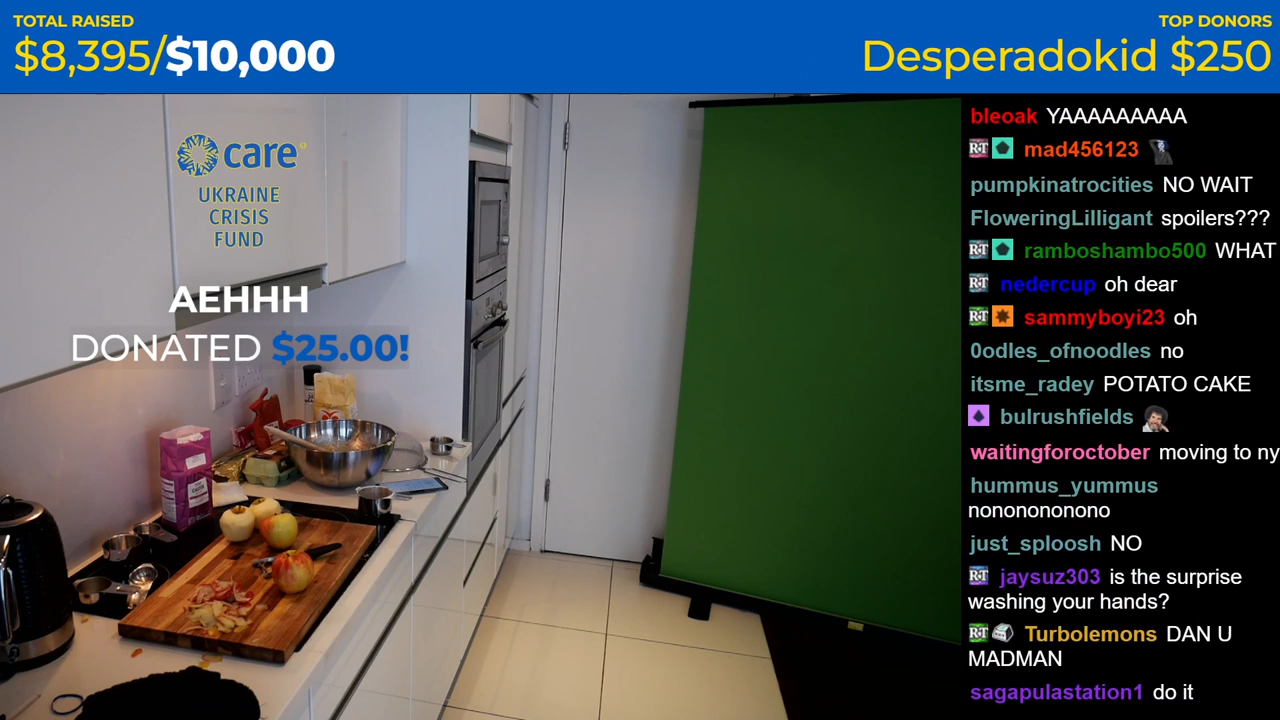 TOTAL RAISED
$8,395/$10,000
TOP DONORS
Desperadokid $250
care
UKRAINE
CRISIS
FUND
AEHHH
DONATED $25.00!
bleoak YAAAAAAAAA
mad456123
pumpkinatrocities NO WAIT
FloweringLilligant spoilers???
ramboshambo500 WHAT
nedercup oh dear
sammyboyi23 oh
0odles_ofnoodles no
itsme_radey POTATO CAKE
bulrushfields
waitingforoctober moving to ny
hummus_yummus
nonononono​no
just_sploosh NO
jaysuz303 is the surprise
washing your hands?
Turbolemons DAN U
MADMAN
sagapulastation1 do it